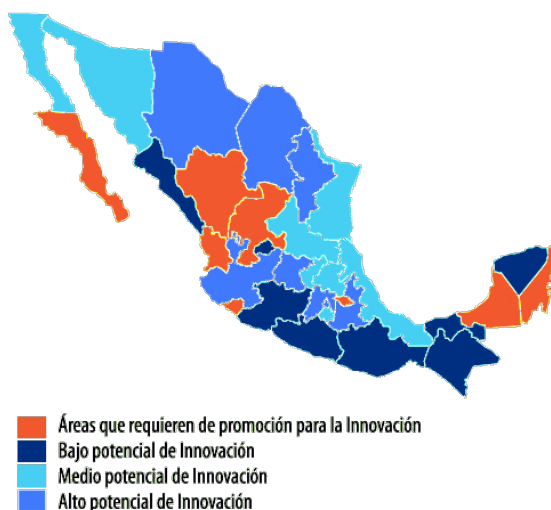 Áreas que requieren de promoción para la Innovación
Bajo potencial de Innovación
Medio potencial de Innovación
Alto potencial de Innovación